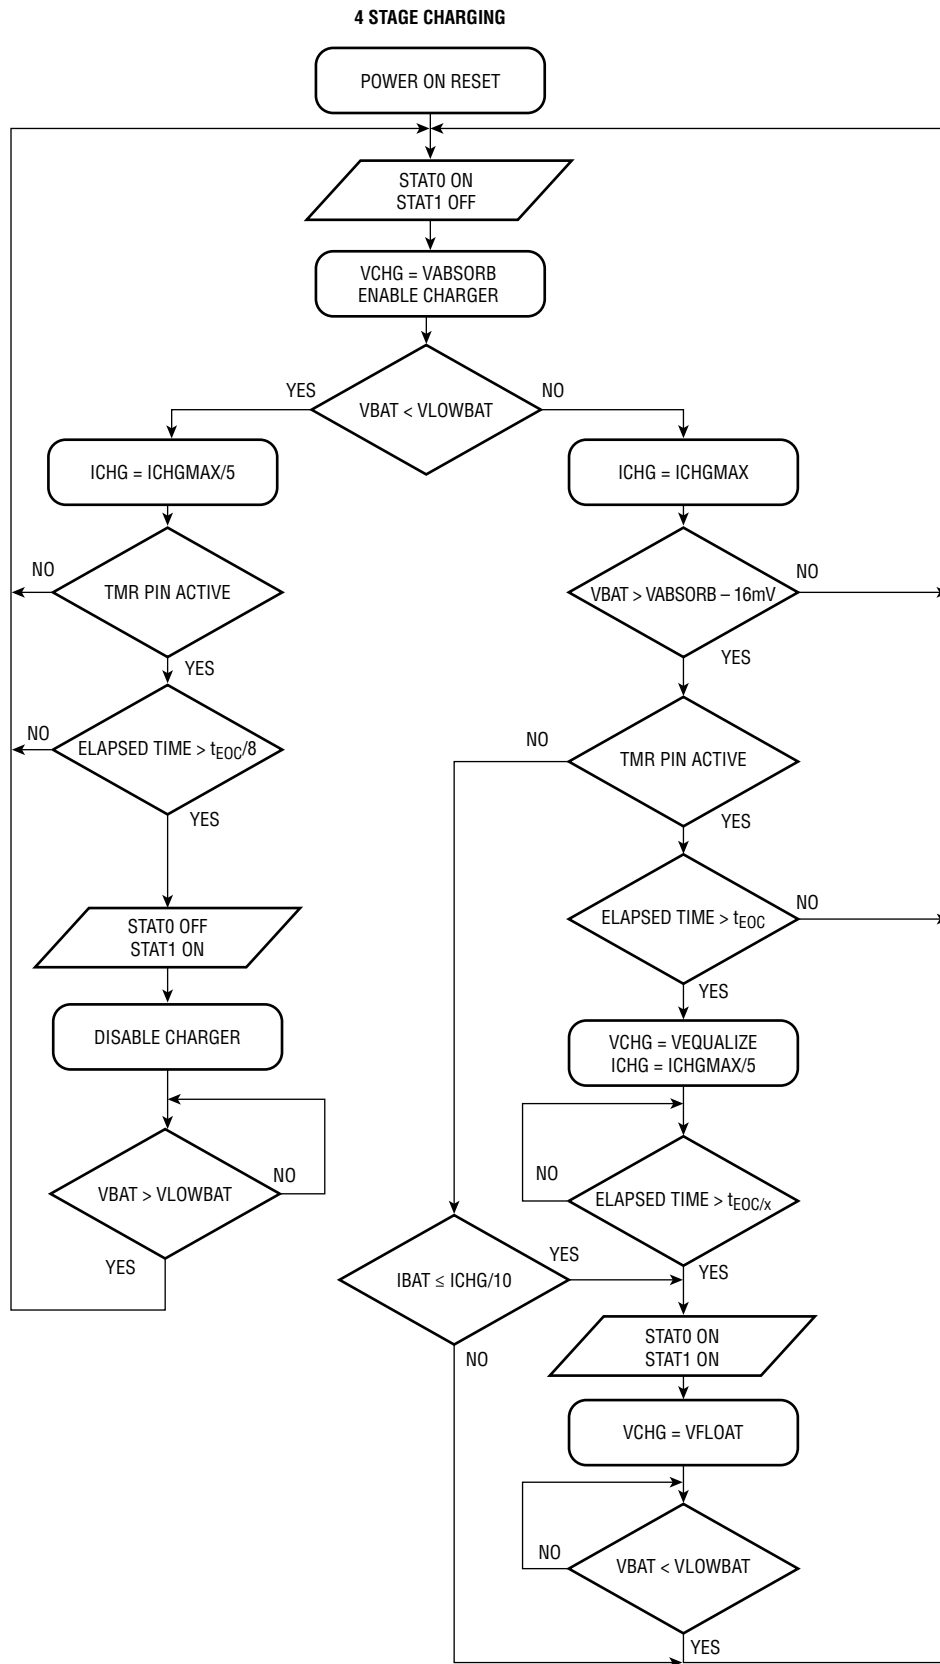 4 STAGE CHARGING
POWER ON RESET
STAT0 ON
STAT1 OFF
VCHG = VABSORB
ENABLE CHARGER
VBAT < VLOWBAT
YES
NO
ICHG = ICHGMAX/5
TMR PIN ACTIVE
NO
YES
ELAPSED TIME > tEOC/8
NO
YES
STAT0 OFF
STAT1 ON
DISABLE CHARGER
VBAT > VLOWBAT
NO
YES
ICHG = ICHGMAX
VBAT > VABSORB – 16mV
NO
YES
TMR PIN ACTIVE
NO
YES
ELAPSED TIME > tEOC
NO
YES
VCHG = VEQUALIZE
ICHG = ICHGMAX/5
ELAPSED TIME > tEOC/x
NO
YES
IBAT ≤ ICHG/10
YES
NO
STAT0 ON
STAT1 ON
VCHG = VFLOAT
VBAT < VLOWBAT
NO
YES